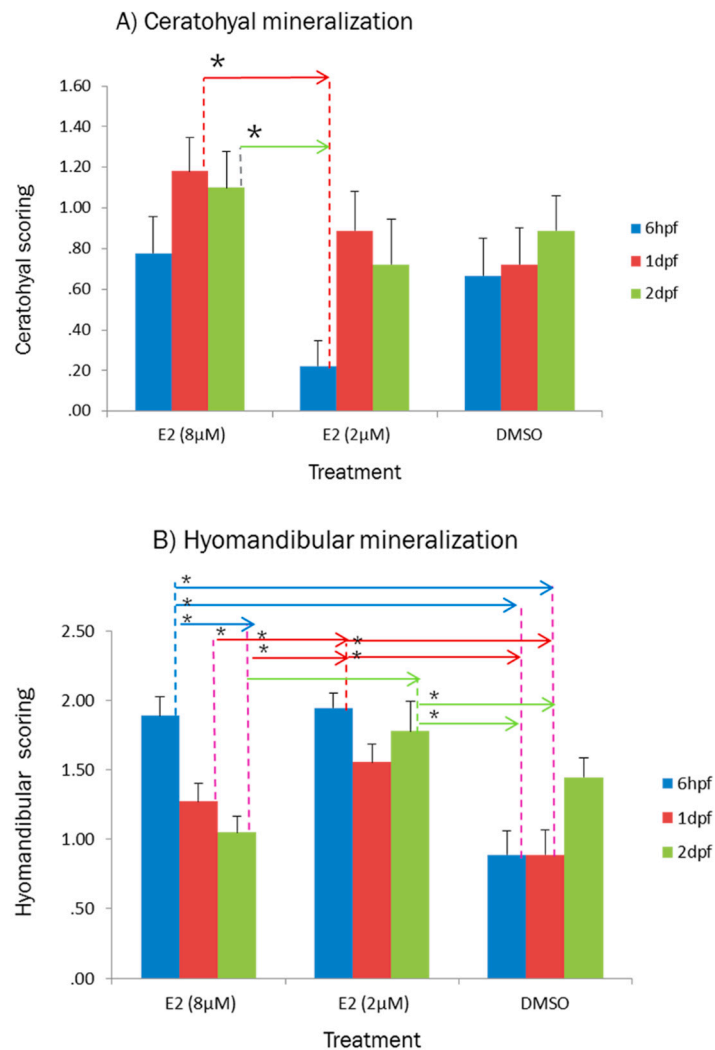 A) Ceratohyal mineralization
*
*
1.60
1.40
1.20
1.00
.80
.60
.40
.20
.00
Ceratohyal scoring
E2 (8μM) E2 (2μM) DMSO
Treatment
6hpf
1dpf
2dpf
B) Hyomandibular mineralization
*
*
*
* * *
* *
*
*
2.50
2.00
1.50
1.00
.50
.00
Hyomandibular scoring
E2 (8μM) E2 (2μM) DMSO
Treatment
6hpf
1dpf
2dpf